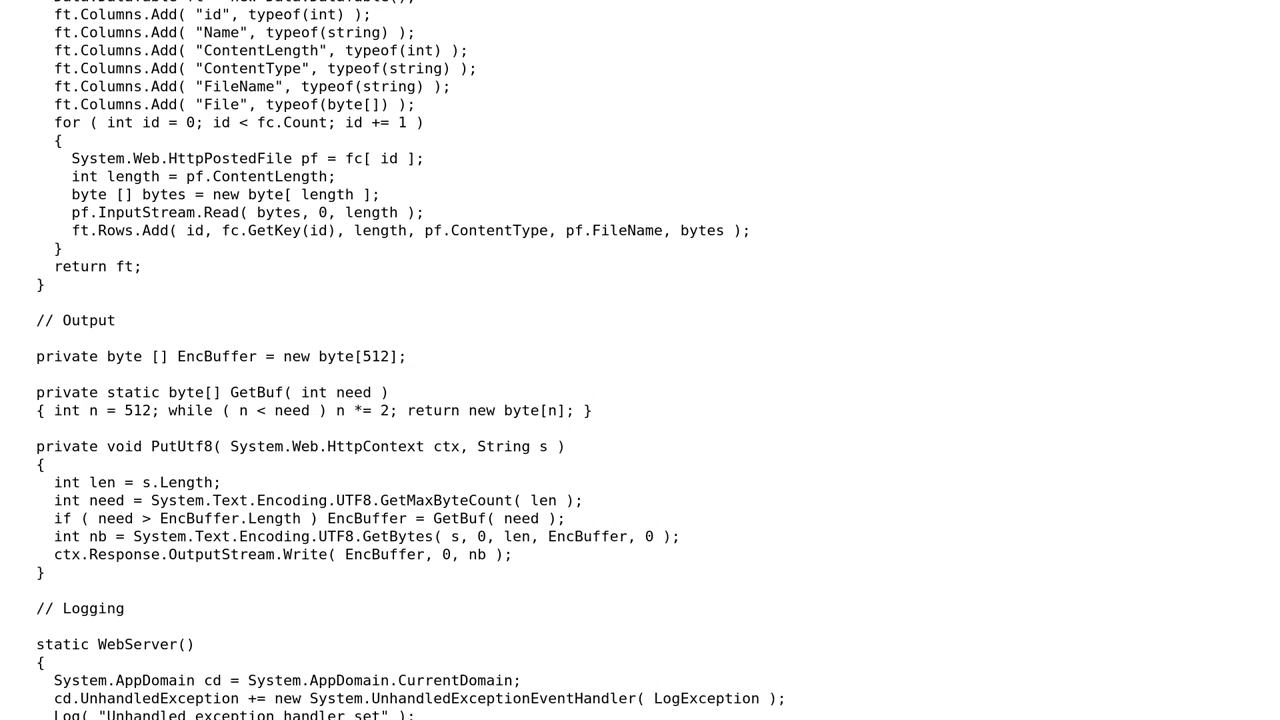 ft.Columns.Add( "id", typeof(int) );
ft.Columns.Add( "Name", typeof(string) );
ft.Columns.Add( "ContentLength", typeof(int) );
ft.Columns.Add( "ContentType", typeof(string) );
ft.Columns.Add( "FileName", typeof(string) );
ft.Columns.Add( "File", typeof(byte[]) );
for ( int id = 0; id < fc.Count; id += 1 )
{
System.Web.HttpPostedFile pf = fc[ id ];
int length = pf.ContentLength;
byte [] bytes = new byte[ length ];
pf.InputStream.Read( bytes, 0, length );
ft.Rows.Add( id, fc.GetKey(id), length, pf.ContentType, pf.FileName, bytes );
}
return ft;
}
// Output
private byte [] EncBuffer = new byte[512];
private static byte[] GetBuf( int need )
{ int n = 512; while ( n < need ) n *= 2; return new byte[n]; }
private void PutUtf8( System.Web.HttpContext ctx, String s )
{
int len = s.Length;
int need = System.Text.Encoding.UTF8.GetMaxByteCount( len );
if ( need > EncBuffer.Length ) EncBuffer = GetBuf( need );
int nb = System.Text.Encoding.UTF8.GetBytes( s, 0, len, EncBuffer, 0 );
ctx.Response.OutputStream.Write( EncBuffer, 0, nb );
}
// Logging
static WebServer()
{
System.AppDomain cd = System.AppDomain.CurrentDomain;
cd.UnhandledException += new System.UnhandledExceptionEventHandler( LogException );
Log( "Unhandled exception handler set" );